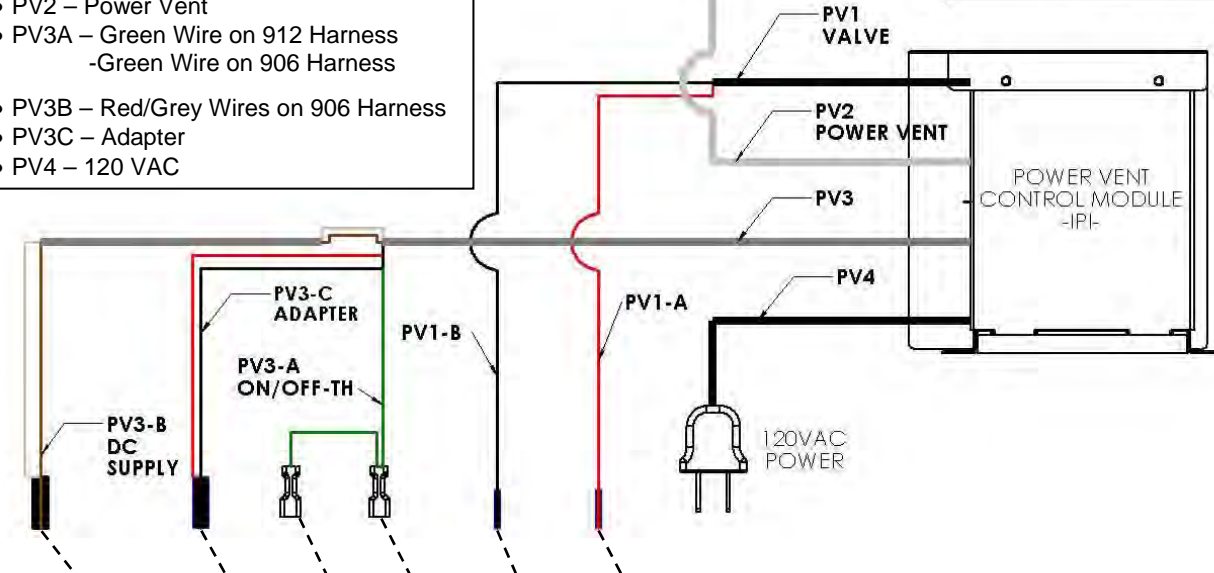 • PV2 – Power Vent
• PV3A – Green Wire on 912 Harness
-Green Wire on 906 Harness
• PV3B – Red/Grey Wires on 906 Harness
• PV3C – Adapter
• PV4 – 120 VAC
PV1
VALVE
PV2
POWER VENT
POWER VENT
CONTROL MODULE
-IPI-
PV3
PV4
PV3-C
ADAPTER
PV1-A
PV1-B
PV3-A
ON/OFF-TH
PV3-B
DC
SUPPLY
120VAC
POWER